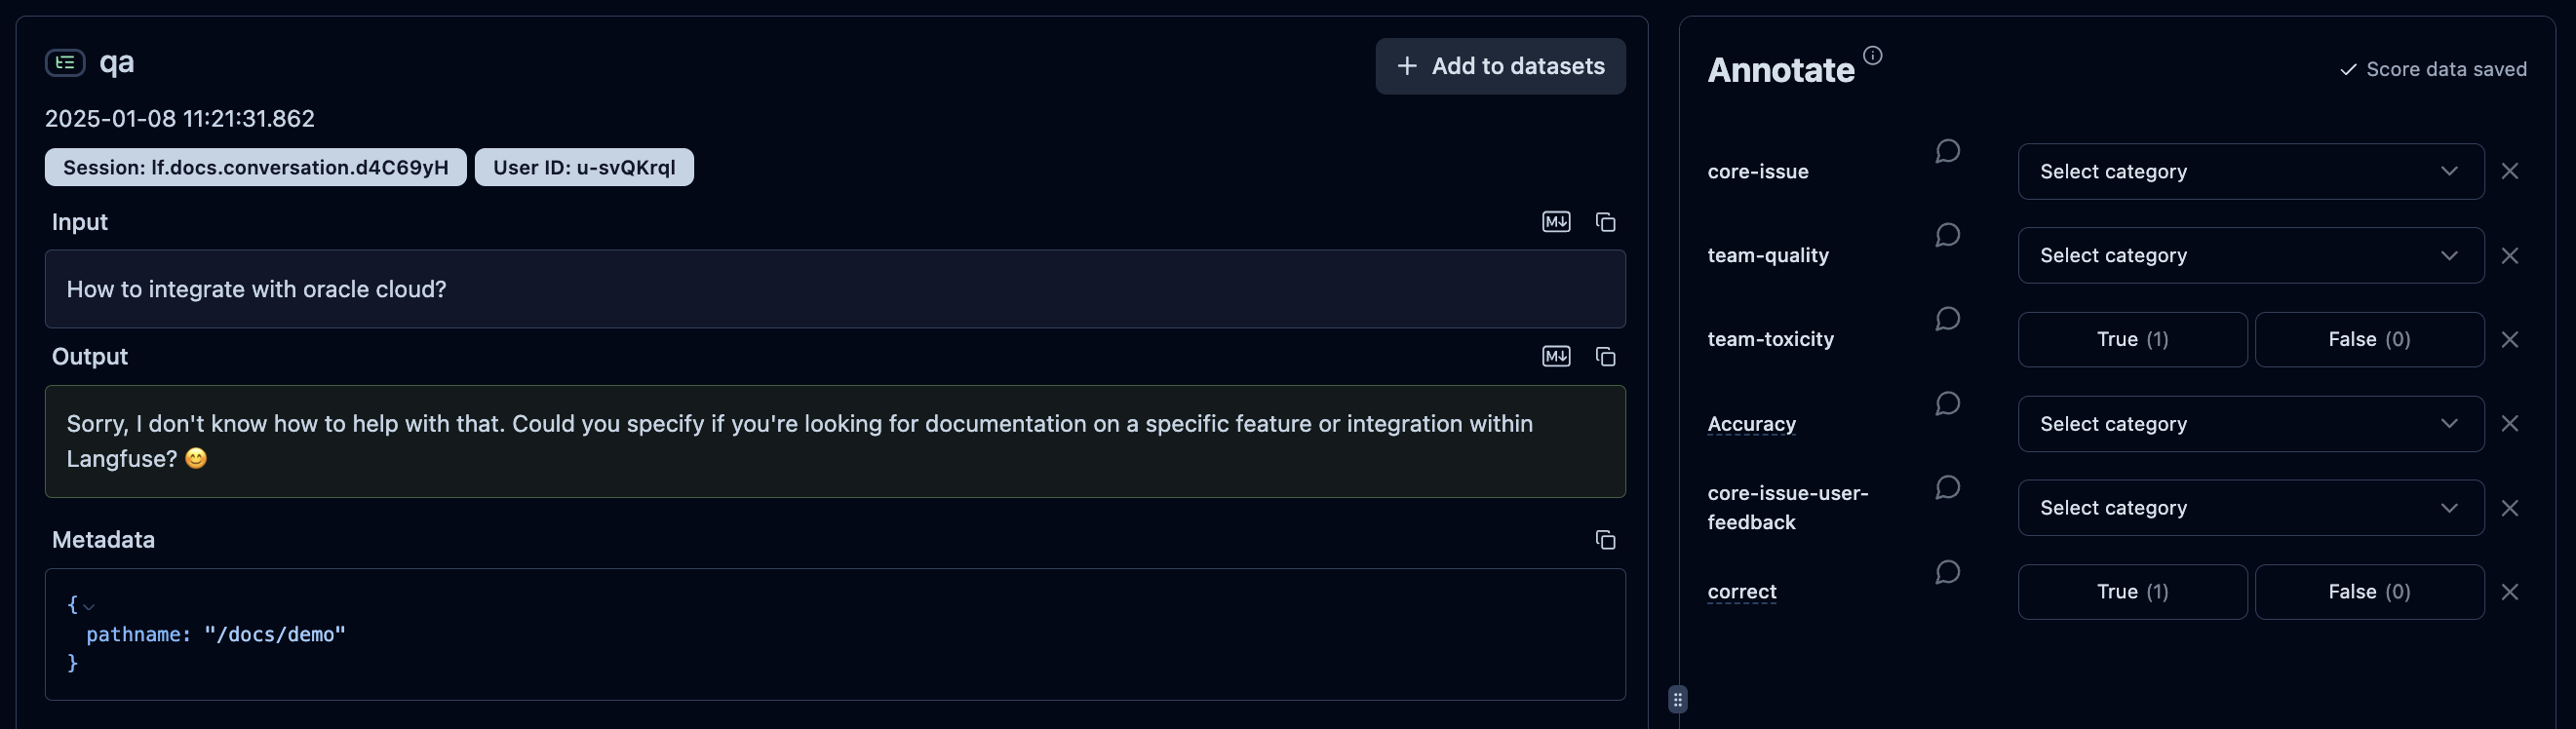 qa
+ Add to datasets
2025-01-08 11:21:31.862
Session: lf.docs.conversation.d4C69yH
User ID: u-svQKrqI
Input
M↓
How to integrate with oracle cloud?
Output
M↓
Sorry, I don't know how to help with that. Could you specify if you're looking for documentation on a specific feature or integration within
Langfuse? 😊
Metadata
{
pathname: "/docs/demo"
}
Annotate
Score data saved
core-issue
Select category
team-quality
Select category
team-toxicity
True (1)
False (0)
Accuracy
Select category
core-issue-user-
feedback
Select category
correct
True (1)
False (0)